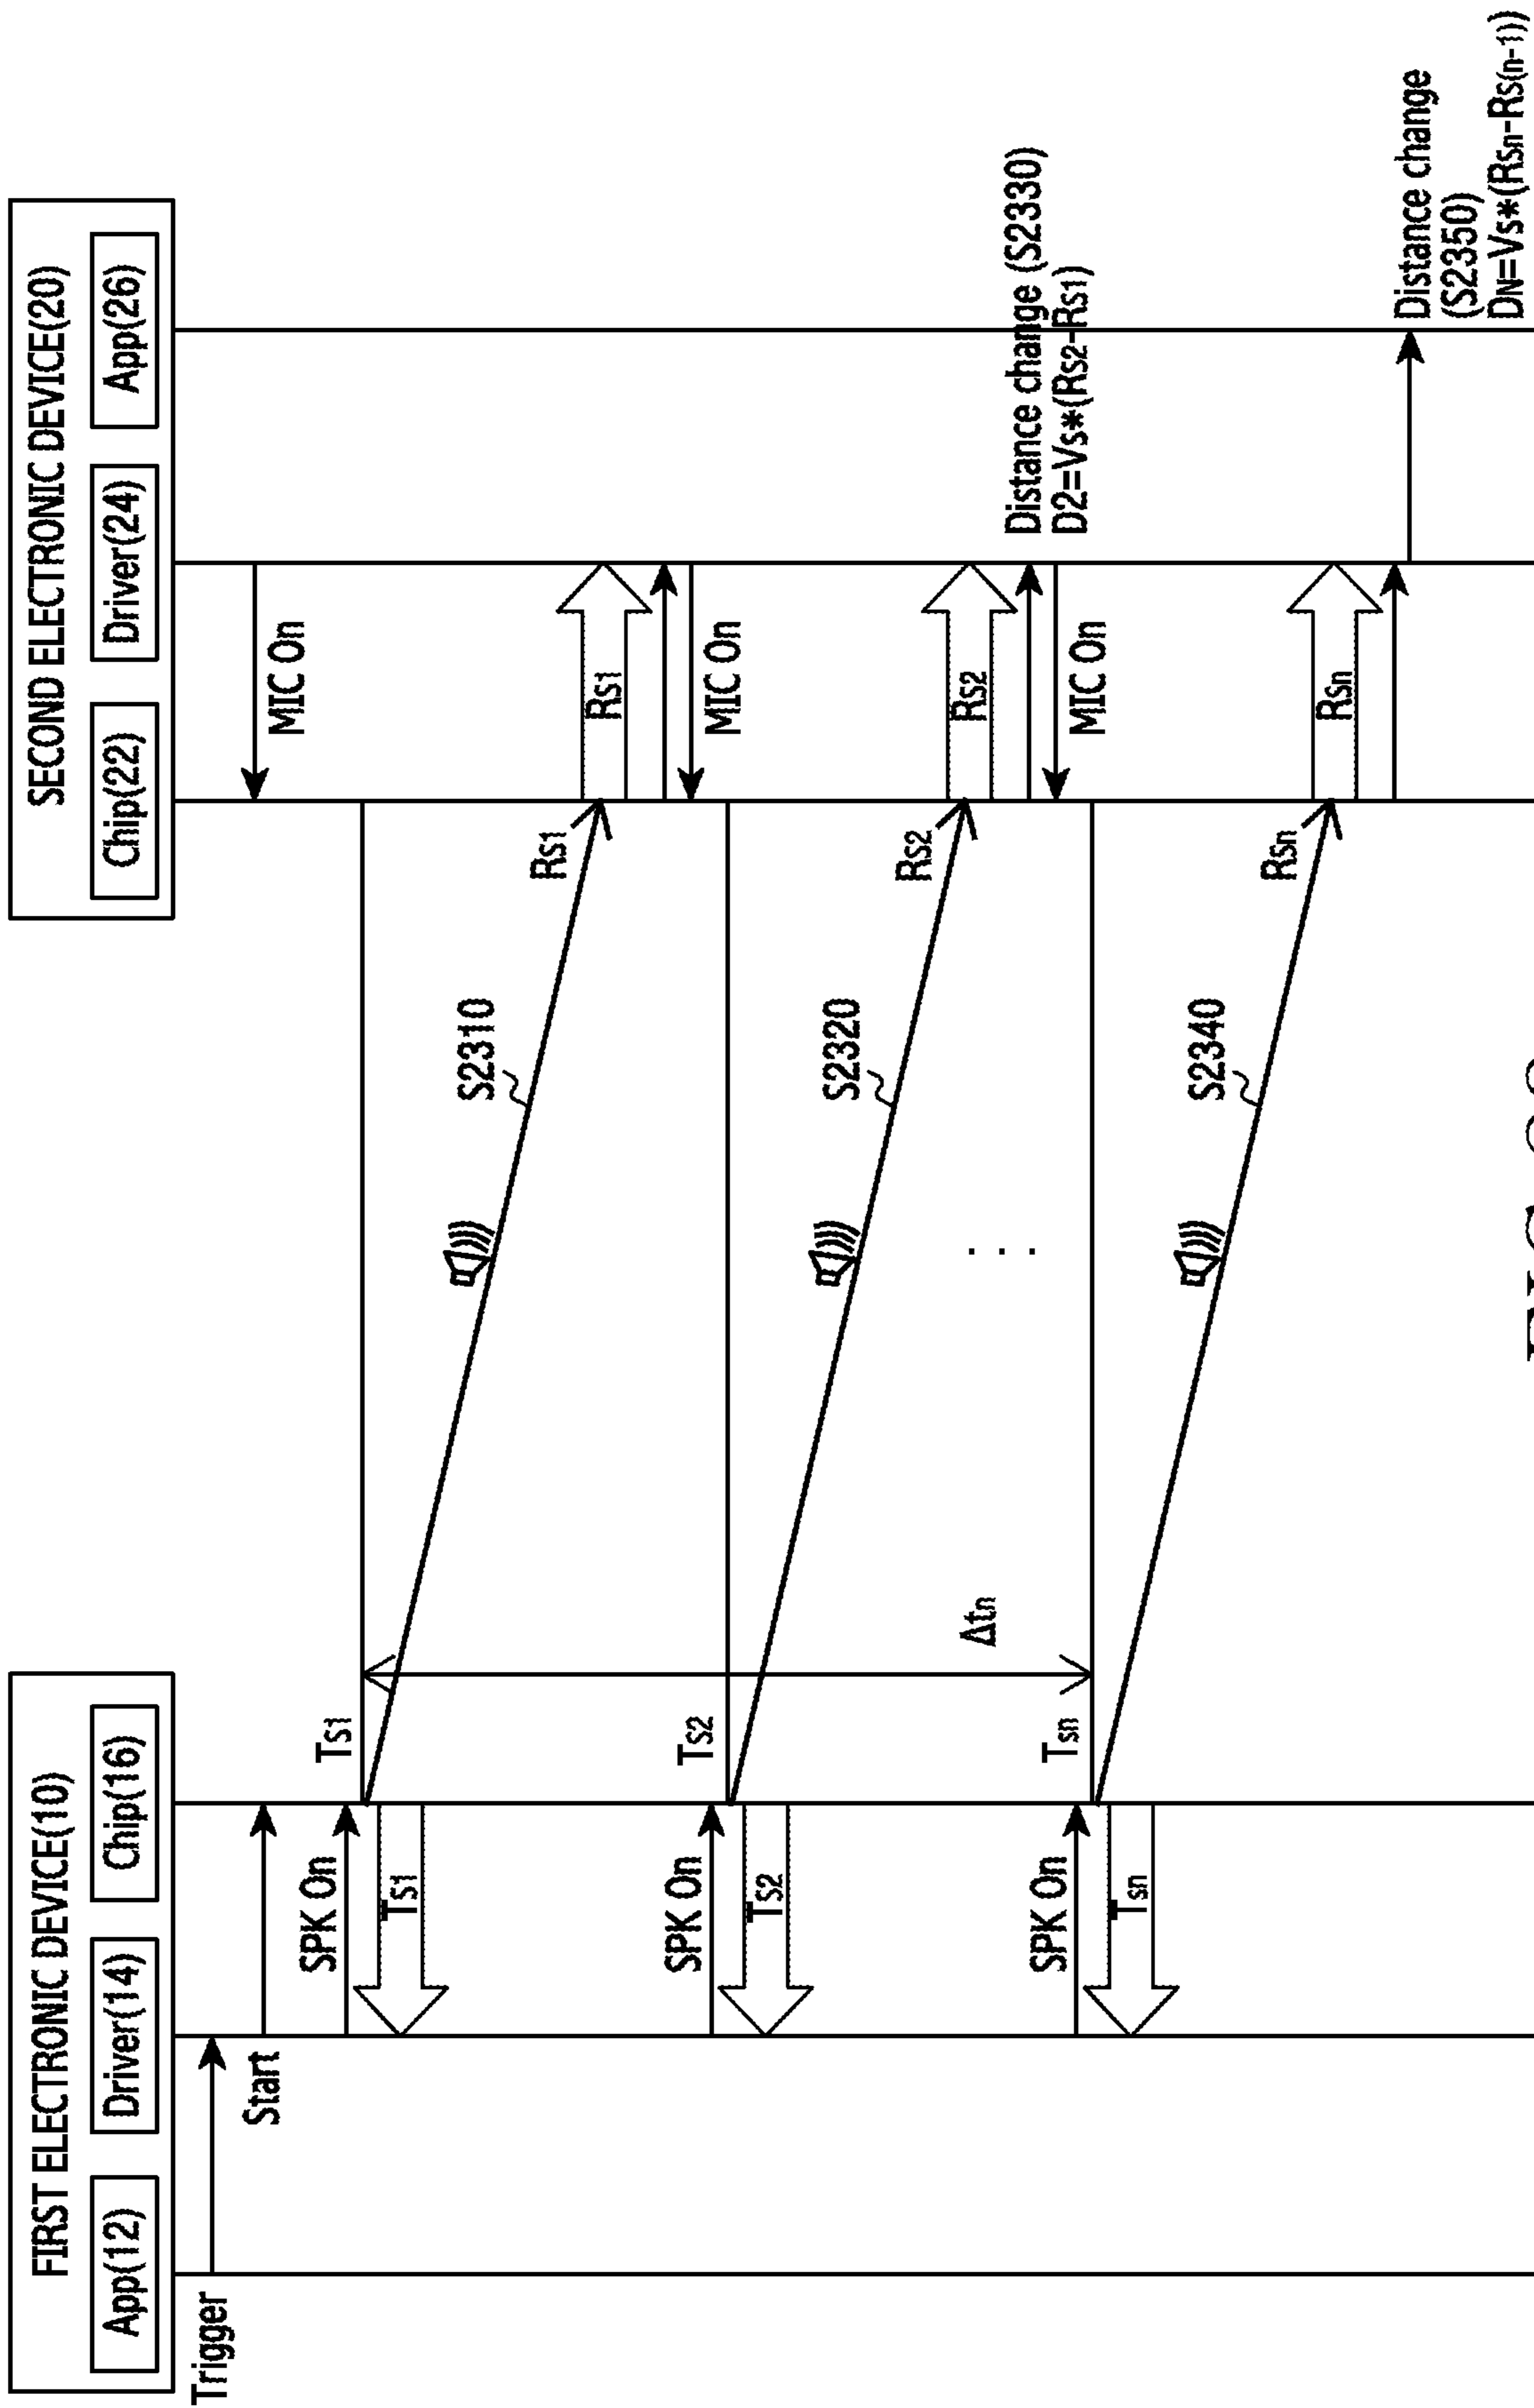 FIRST ELECTRONIC DEVICE(10)
App(12)
Driver(14)
Chip(16)
SECOND ELECTRONIC DEVICE(20)
Chip(22)
Driver(24)
App(26)
Trigger
Start
MIC On
SPK On
Ts1
Ts1
S2310
Rs1
Rs1
MIC On
SPK On
Ts2
Ts2
S2320
Rs2
Rs2
Δtn
. . .
Distance change (S2330)
D2=Vs*(Rs2-Rs1)
MIC On
SPK On
Tsn
Tsn
S2340
Rsn
Rsn
Distance change
(S2350)
DN=Vs*(Rsn-Rs(n-1))